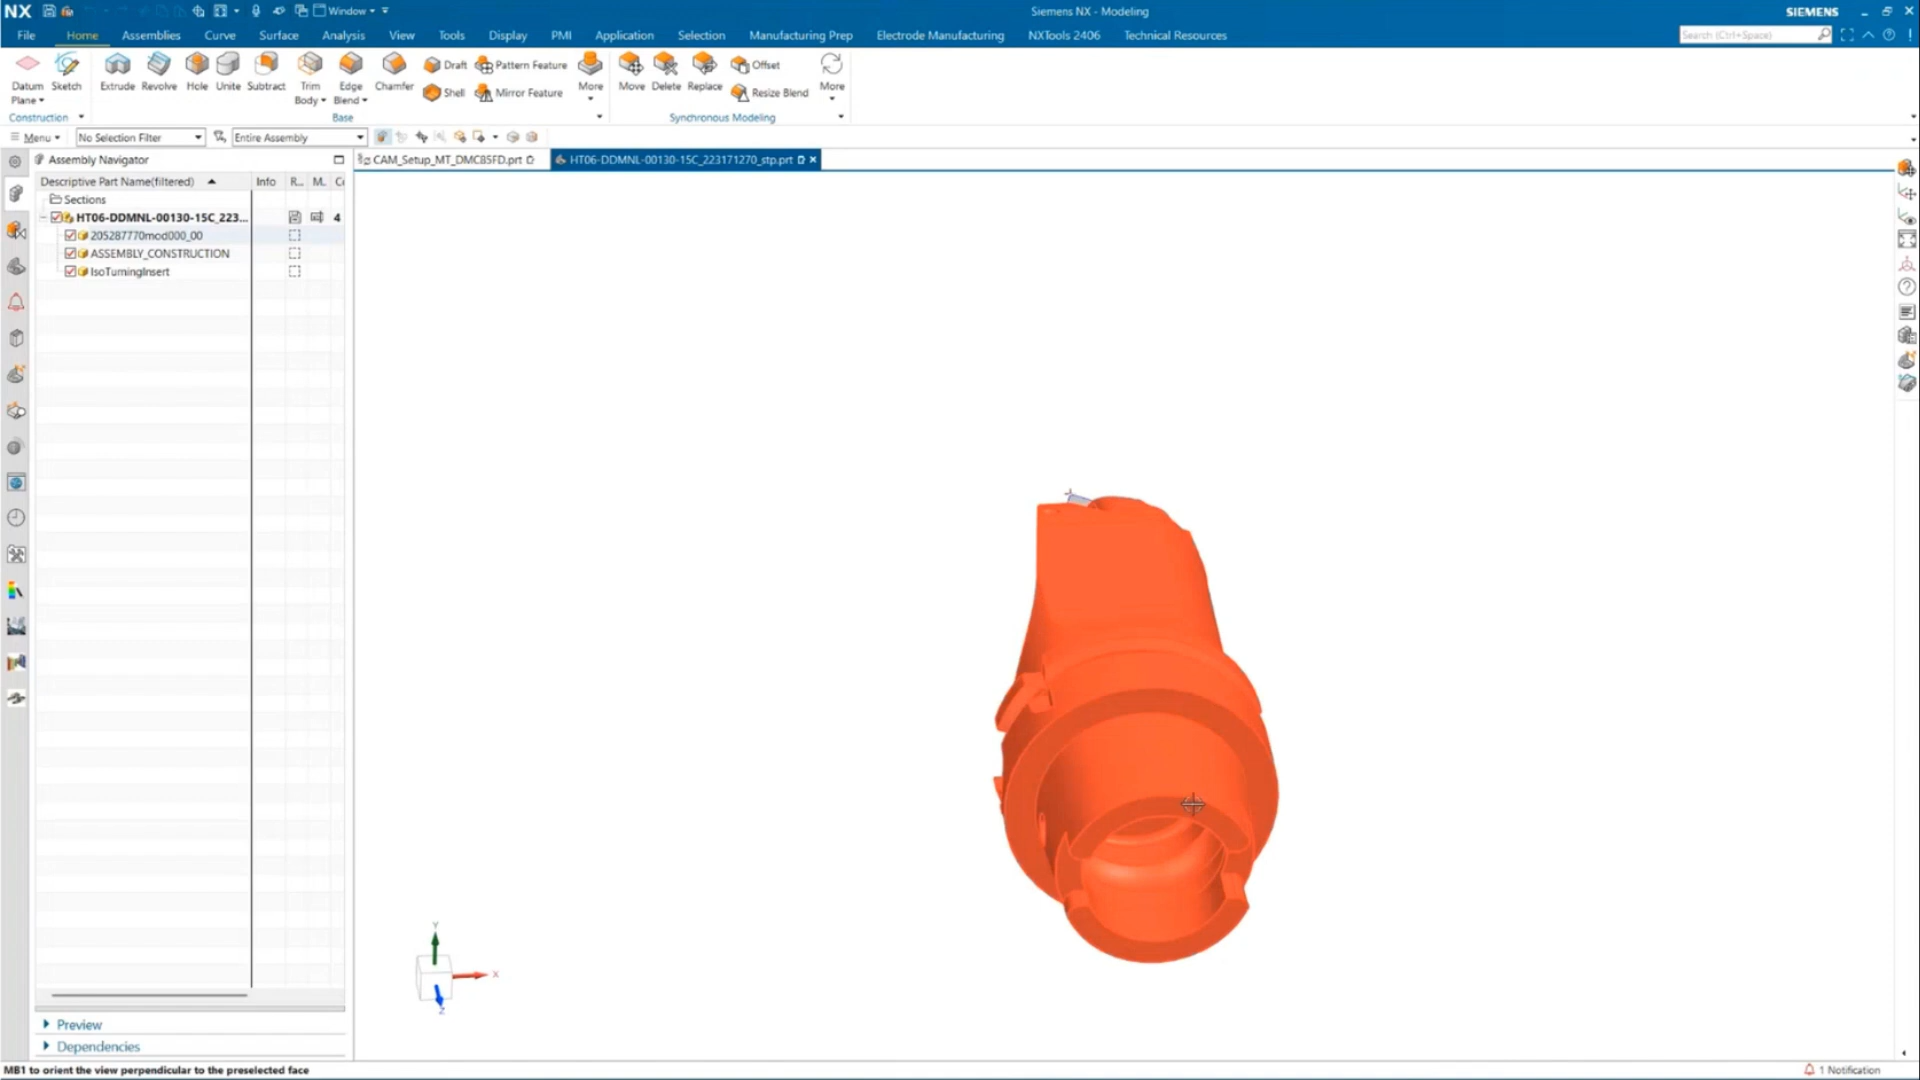 NX Window Siemens NX - Modeling SIEMENS
File Home Assemblies Curve Surface Analysis View Tools Display PMI Application Selection Manufacturing Prep Electrode Manufacturing NXTools 2406 Technical Resources Search (Ctrl+Space)
Datum Plane Sketch Extrude Revolve Hole Unite Subtract Trim Body Edge Blend Chamfer Draft Shell Pattern Feature Mirror Feature More Move Delete Replace Offset Resize Blend More
Construction Base Synchronous Modeling
Menu No Selection Filter Entire Assembly
Assembly Navigator CAM_Setup_MT_DMC85FD.prt HT06-DDMNL-00130-15C_223171270_stp.prt
Descriptive Part Name(filtered) Info R... M.
Sections
HT06-DDMNL-00130-15C_223... 4
205287770mod000_00
ASSEMBLY_CONSTRUCTION
IsoTurningInsert
Y
X
Z
Preview
Dependencies
MB1 to orient the view perpendicular to the preselected face 1 Notification